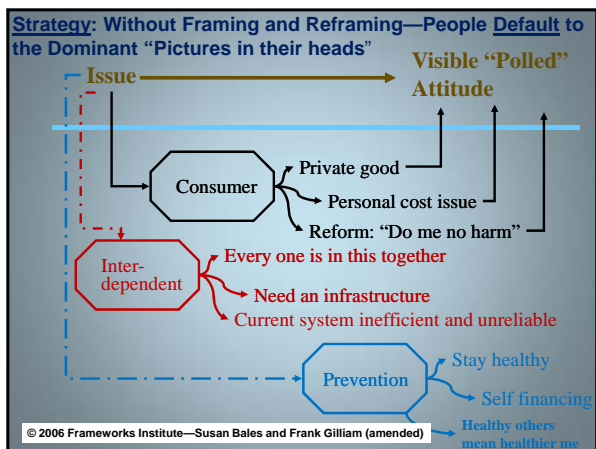 Strategy: Without Framing and Reframing—People Default to
the Dominant “Pictures in their heads”
Issue
Visible “Polled”
Attitude
Consumer
Private good
Personal cost issue
Reform: “Do me no harm”
Inter-
dependent
Every one is in this together
Need an infrastructure
Current system inefficient and unreliable
Prevention
Stay healthy
Self financing
Healthy others
mean healthier me
© 2006 Frameworks Institute—Susan Bales and Frank Gilliam (amended)